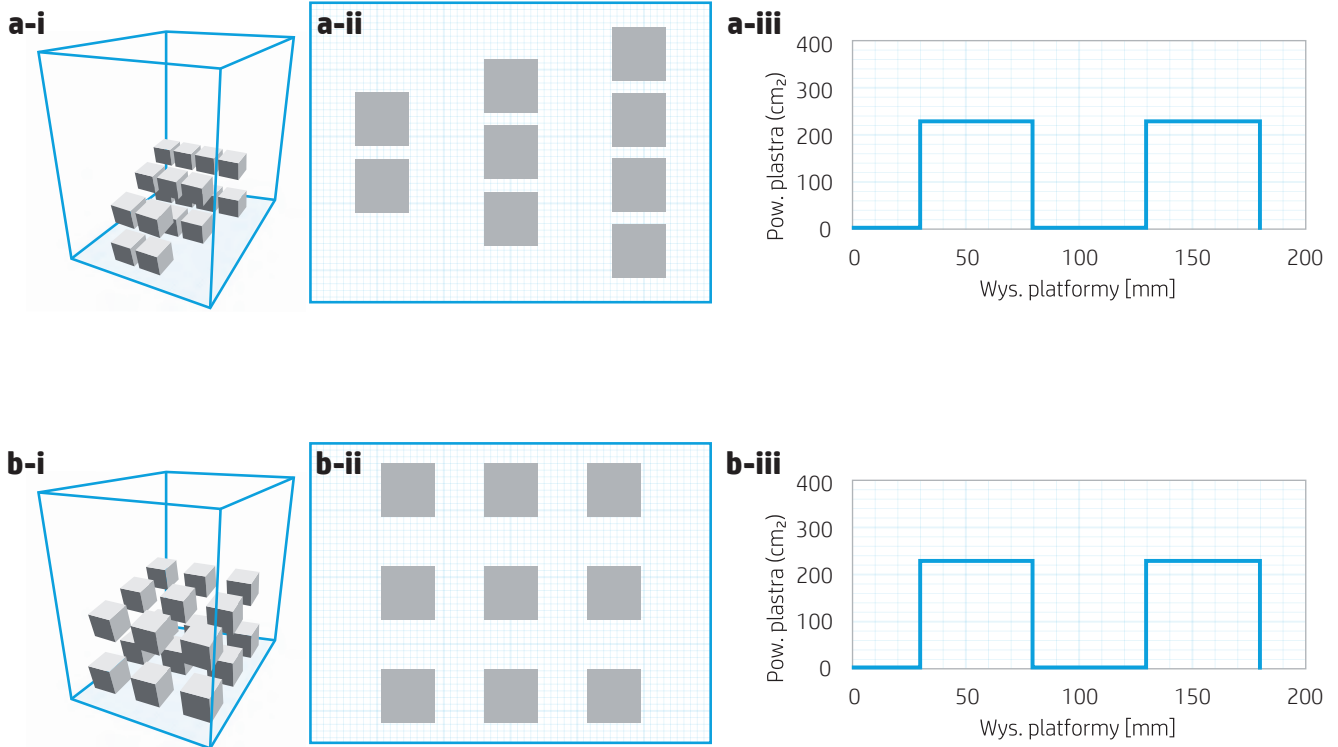 a-i
a-ii
a-iii
400
300
200
100
0
Pow. plastra (cm₂)
0 50 100 150 200
Wys. platformy [mm]
b-i
b-ii
b-iii
400
300
200
100
0
Pow. plastra (cm₂)
0 50 100 150 200
Wys. platformy [mm]